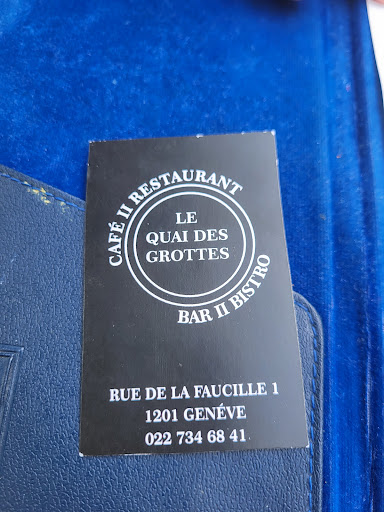 CAFÉ II RESTAURANT
LE
QUAI DES
GROTTES
BAR II BISTRO
RUE DE LA FAUCILLE 1
1201 GENÉVE
022 734 68 41